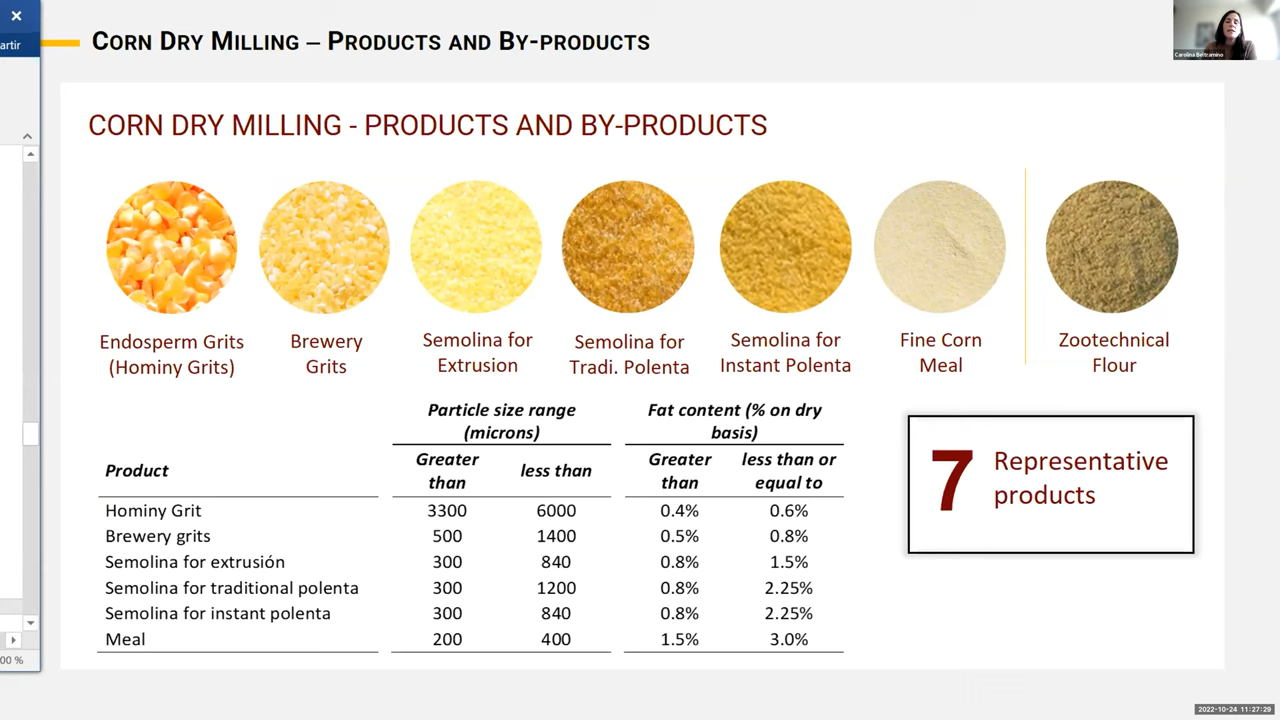 artir
CORN DRY MILLING – PRODUCTS AND BY-PRODUCTS
Carolina Beltramino
CORN DRY MILLING - PRODUCTS AND BY-PRODUCTS
Endosperm Grits
(Hominy Grits)
Brewery
Grits
Semolina for
Extrusion
Semolina for
Tradi. Polenta
Semolina for
Instant Polenta
Fine Corn
Meal
Zootechnical
Flour
Particle size range
(microns)
Fat content (% on dry
basis)
Product
Greater
than
less than
Greater
than
less than or
equal to
Hominy Grit 3300 6000 0.4% 0.6%
Brewery grits 500 1400 0.5% 0.8%
Semolina for extrusión 300 840 0.8% 1.5%
Semolina for traditional polenta 300 1200 0.8% 2.25%
Semolina for instant polenta 300 840 0.8% 2.25%
Meal 200 400 1.5% 3.0%
7 Representative
products
00 %
2022-10-24 11:27:29